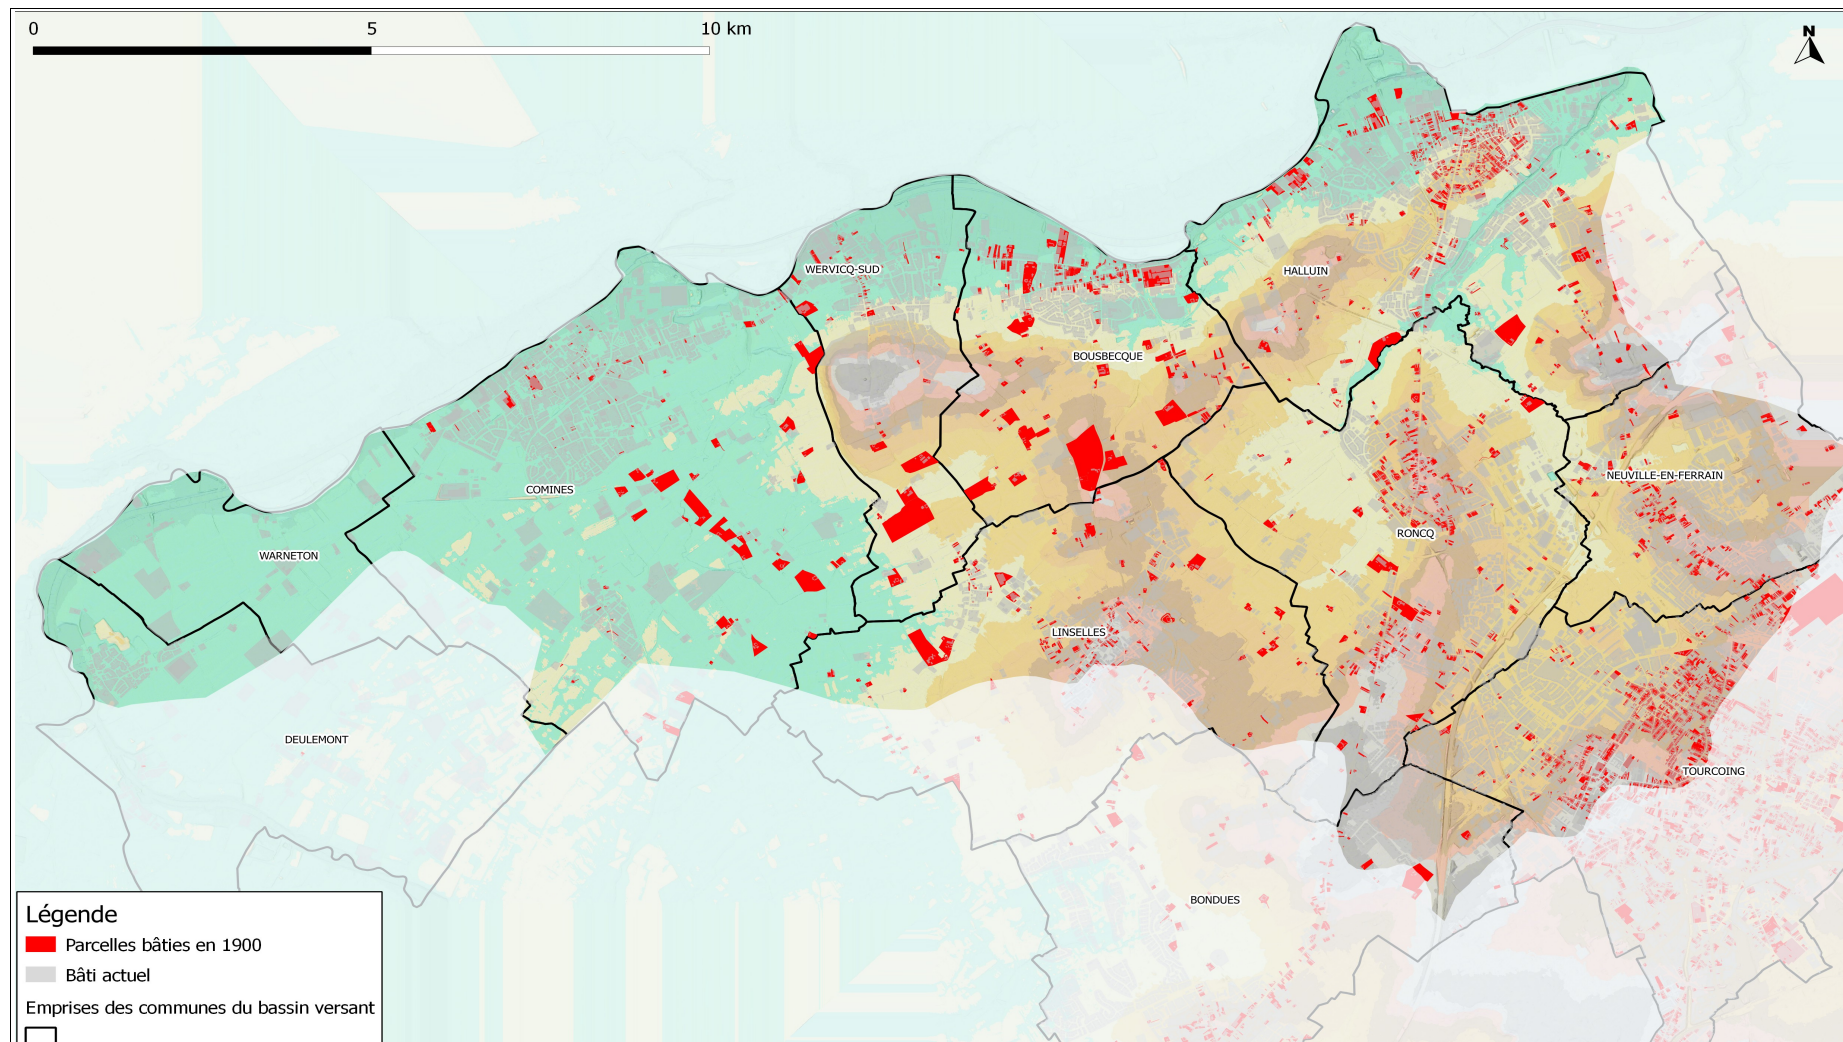 0 5 10 km
N
WERVICQ-SUD
HALLUIN
BOUSBECQUE
COMINES
NEUVILLE-EN-FERRAIN
RONCQ
WARNETON
LINSELLES
DEULEMONT
TOURCOING
BONDUES
Légende
Parcelles bâties en 1900
Bâti actuel
Emprises des communes du bassin versant